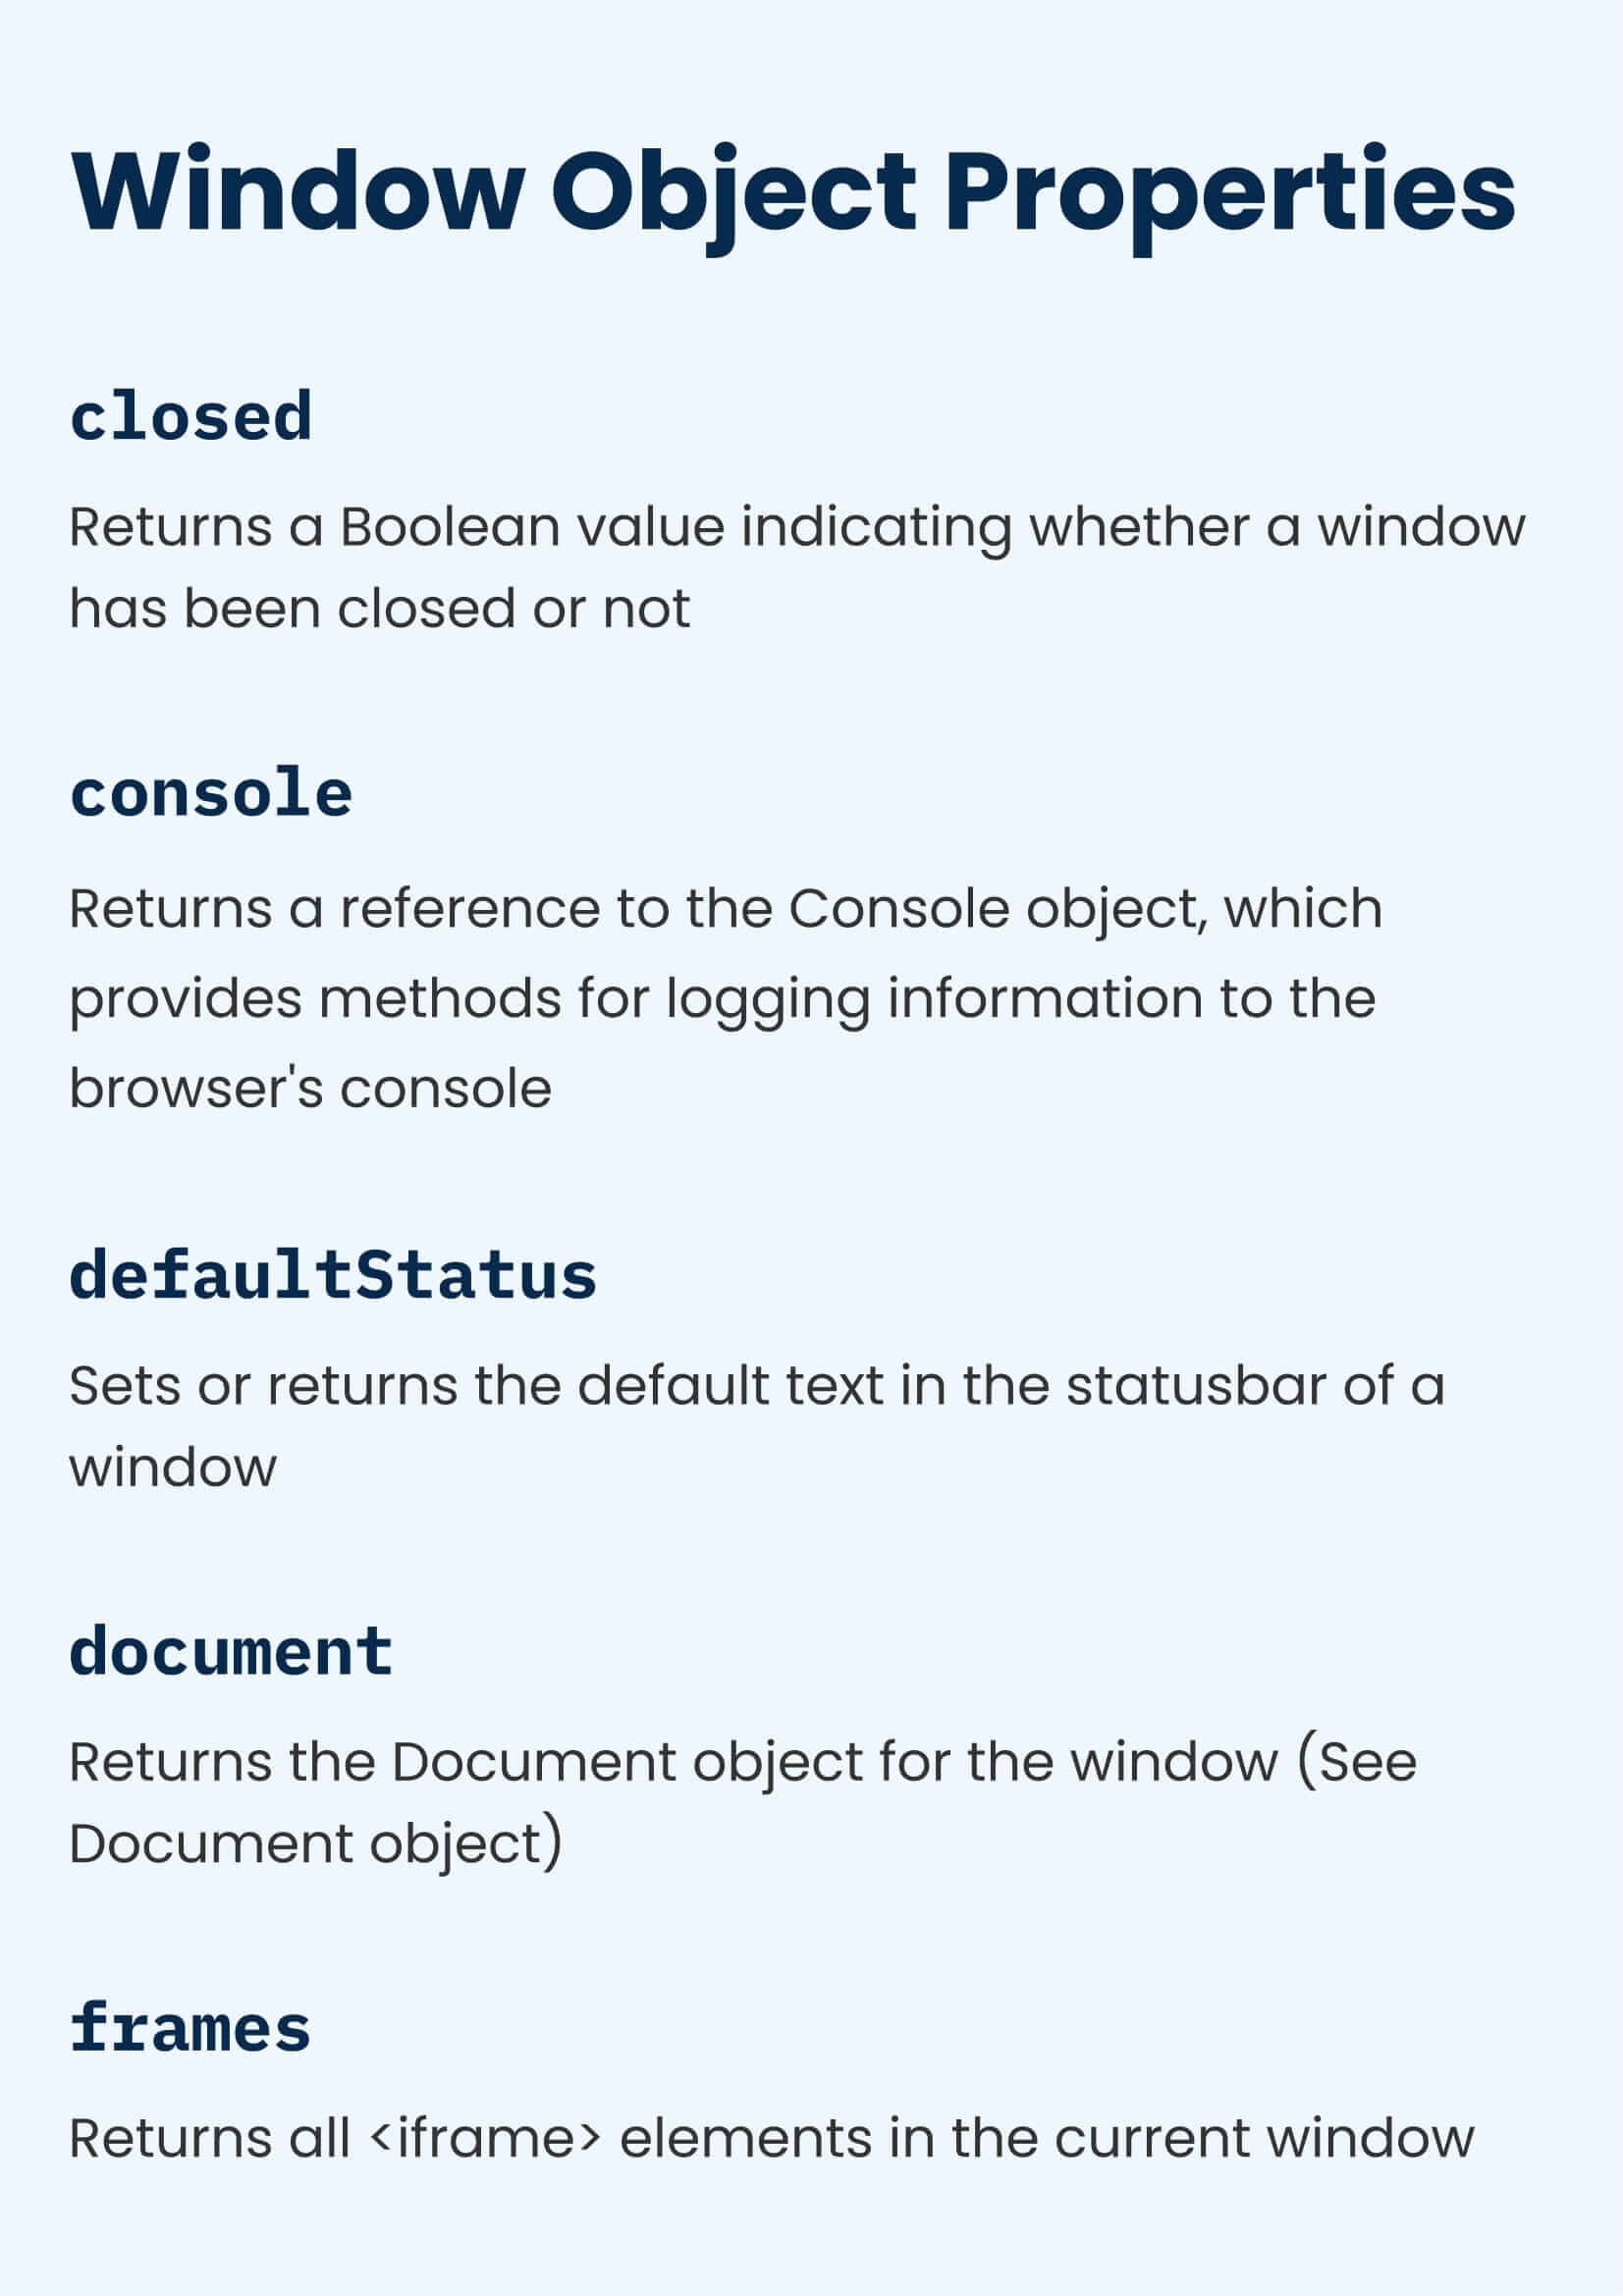 Window Object Properties
closed
Returns a Boolean value indicating whether a window
has been closed or not
console
Returns a reference to the Console object, which
provides methods for logging information to the
browser's console
defaultStatus
Sets or returns the default text in the statusbar of a
window
document
Returns the Document object for the window (See
Document object)
frames
Returns all <iframe> elements in the current window